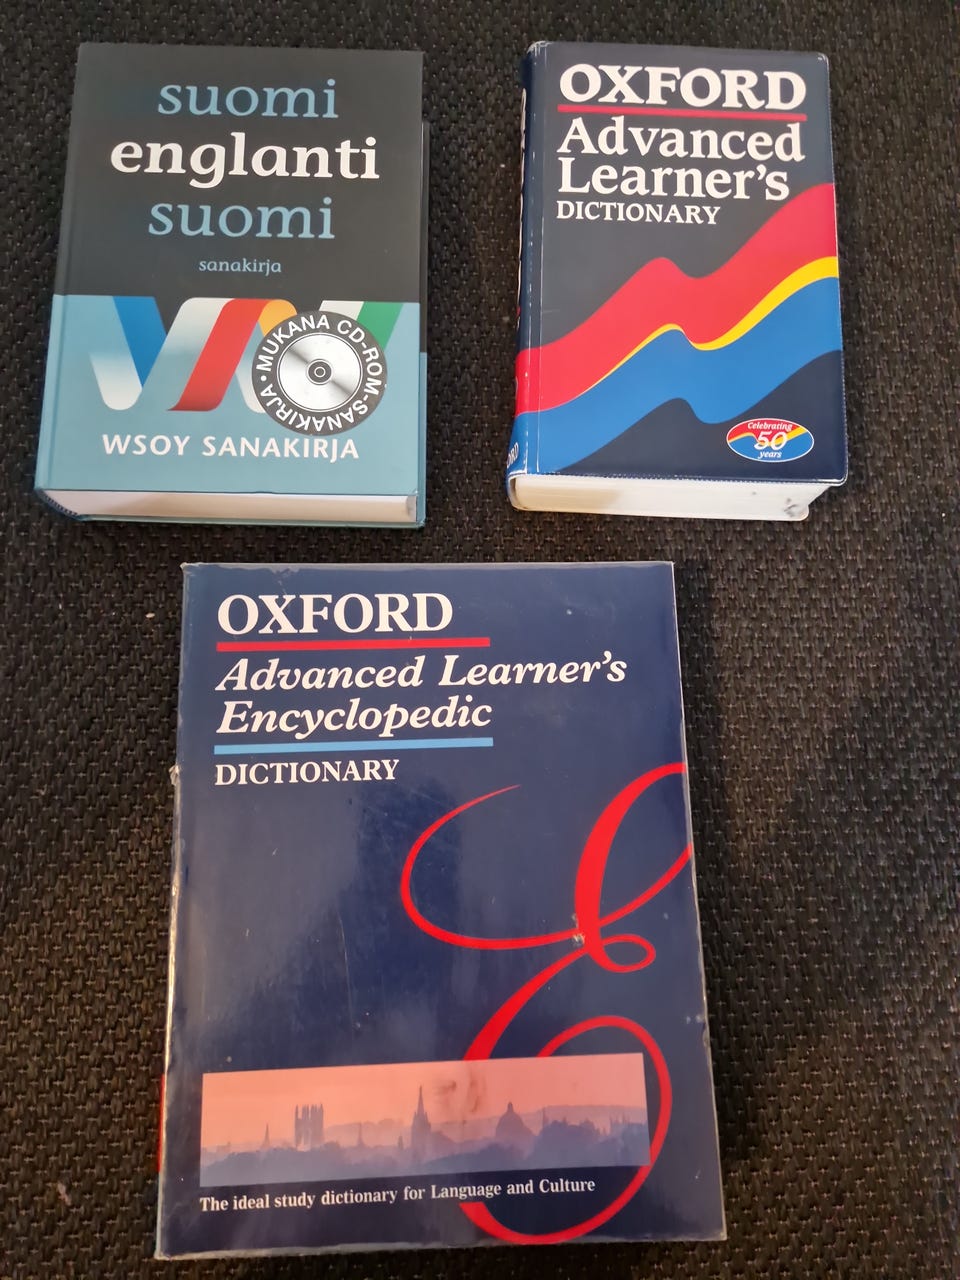 suomi
englanti
suomi
sanakirja
MUKANA CD-ROM-SANAKIRJA •
WSOY SANAKIRJA
OXFORD
Advanced
Learner's
DICTIONARY
Celebrating
50
years
OXFORD
Advanced Learner's
Encyclopedic
DICTIONARY
The ideal study dictionary for Language and Culture